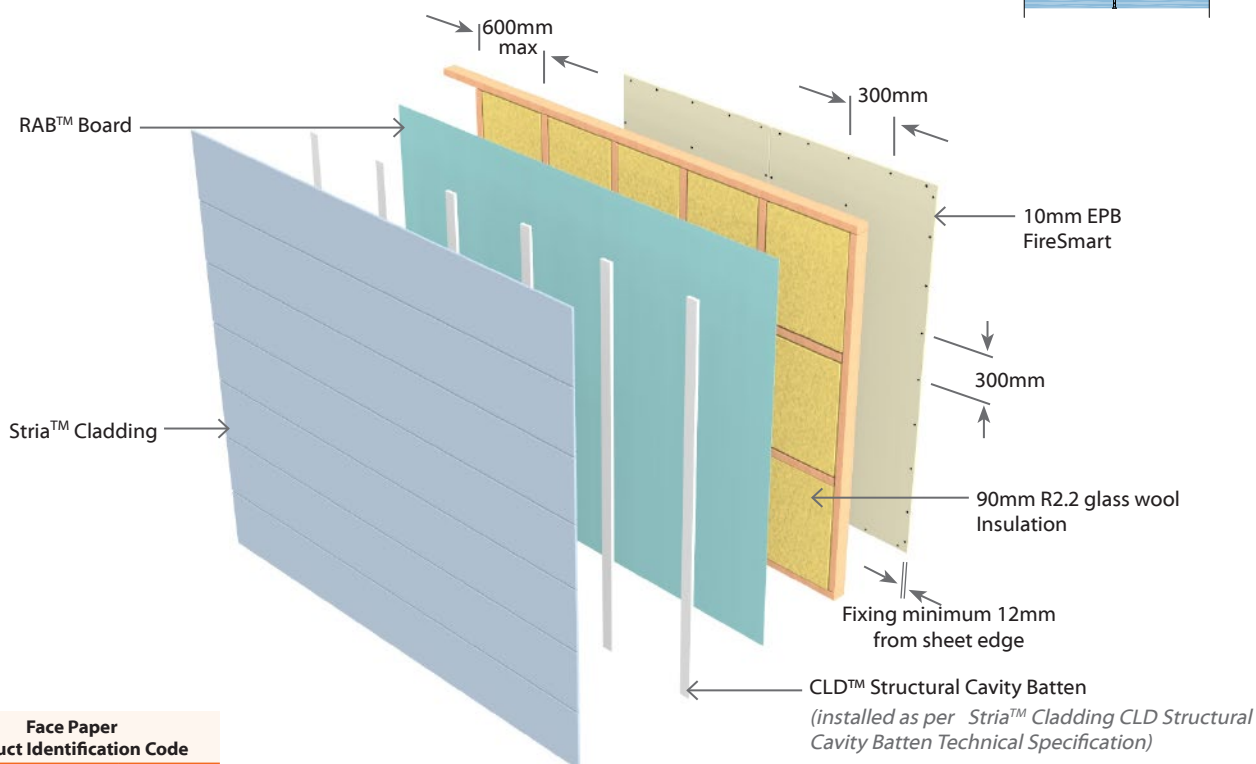 600mm
max
300mm
RAB™ Board
10mm EPB
FireSmart
300mm
Stria™ Cladding
90mm R2.2 glass wool
Insulation
Fixing minimum 12mm
from sheet edge
CLD™ Structural Cavity Batten
(installed as per Stria™ Cladding CLD Structural
Cavity Batten Technical Specification)
Face Paper
uct Identification Code